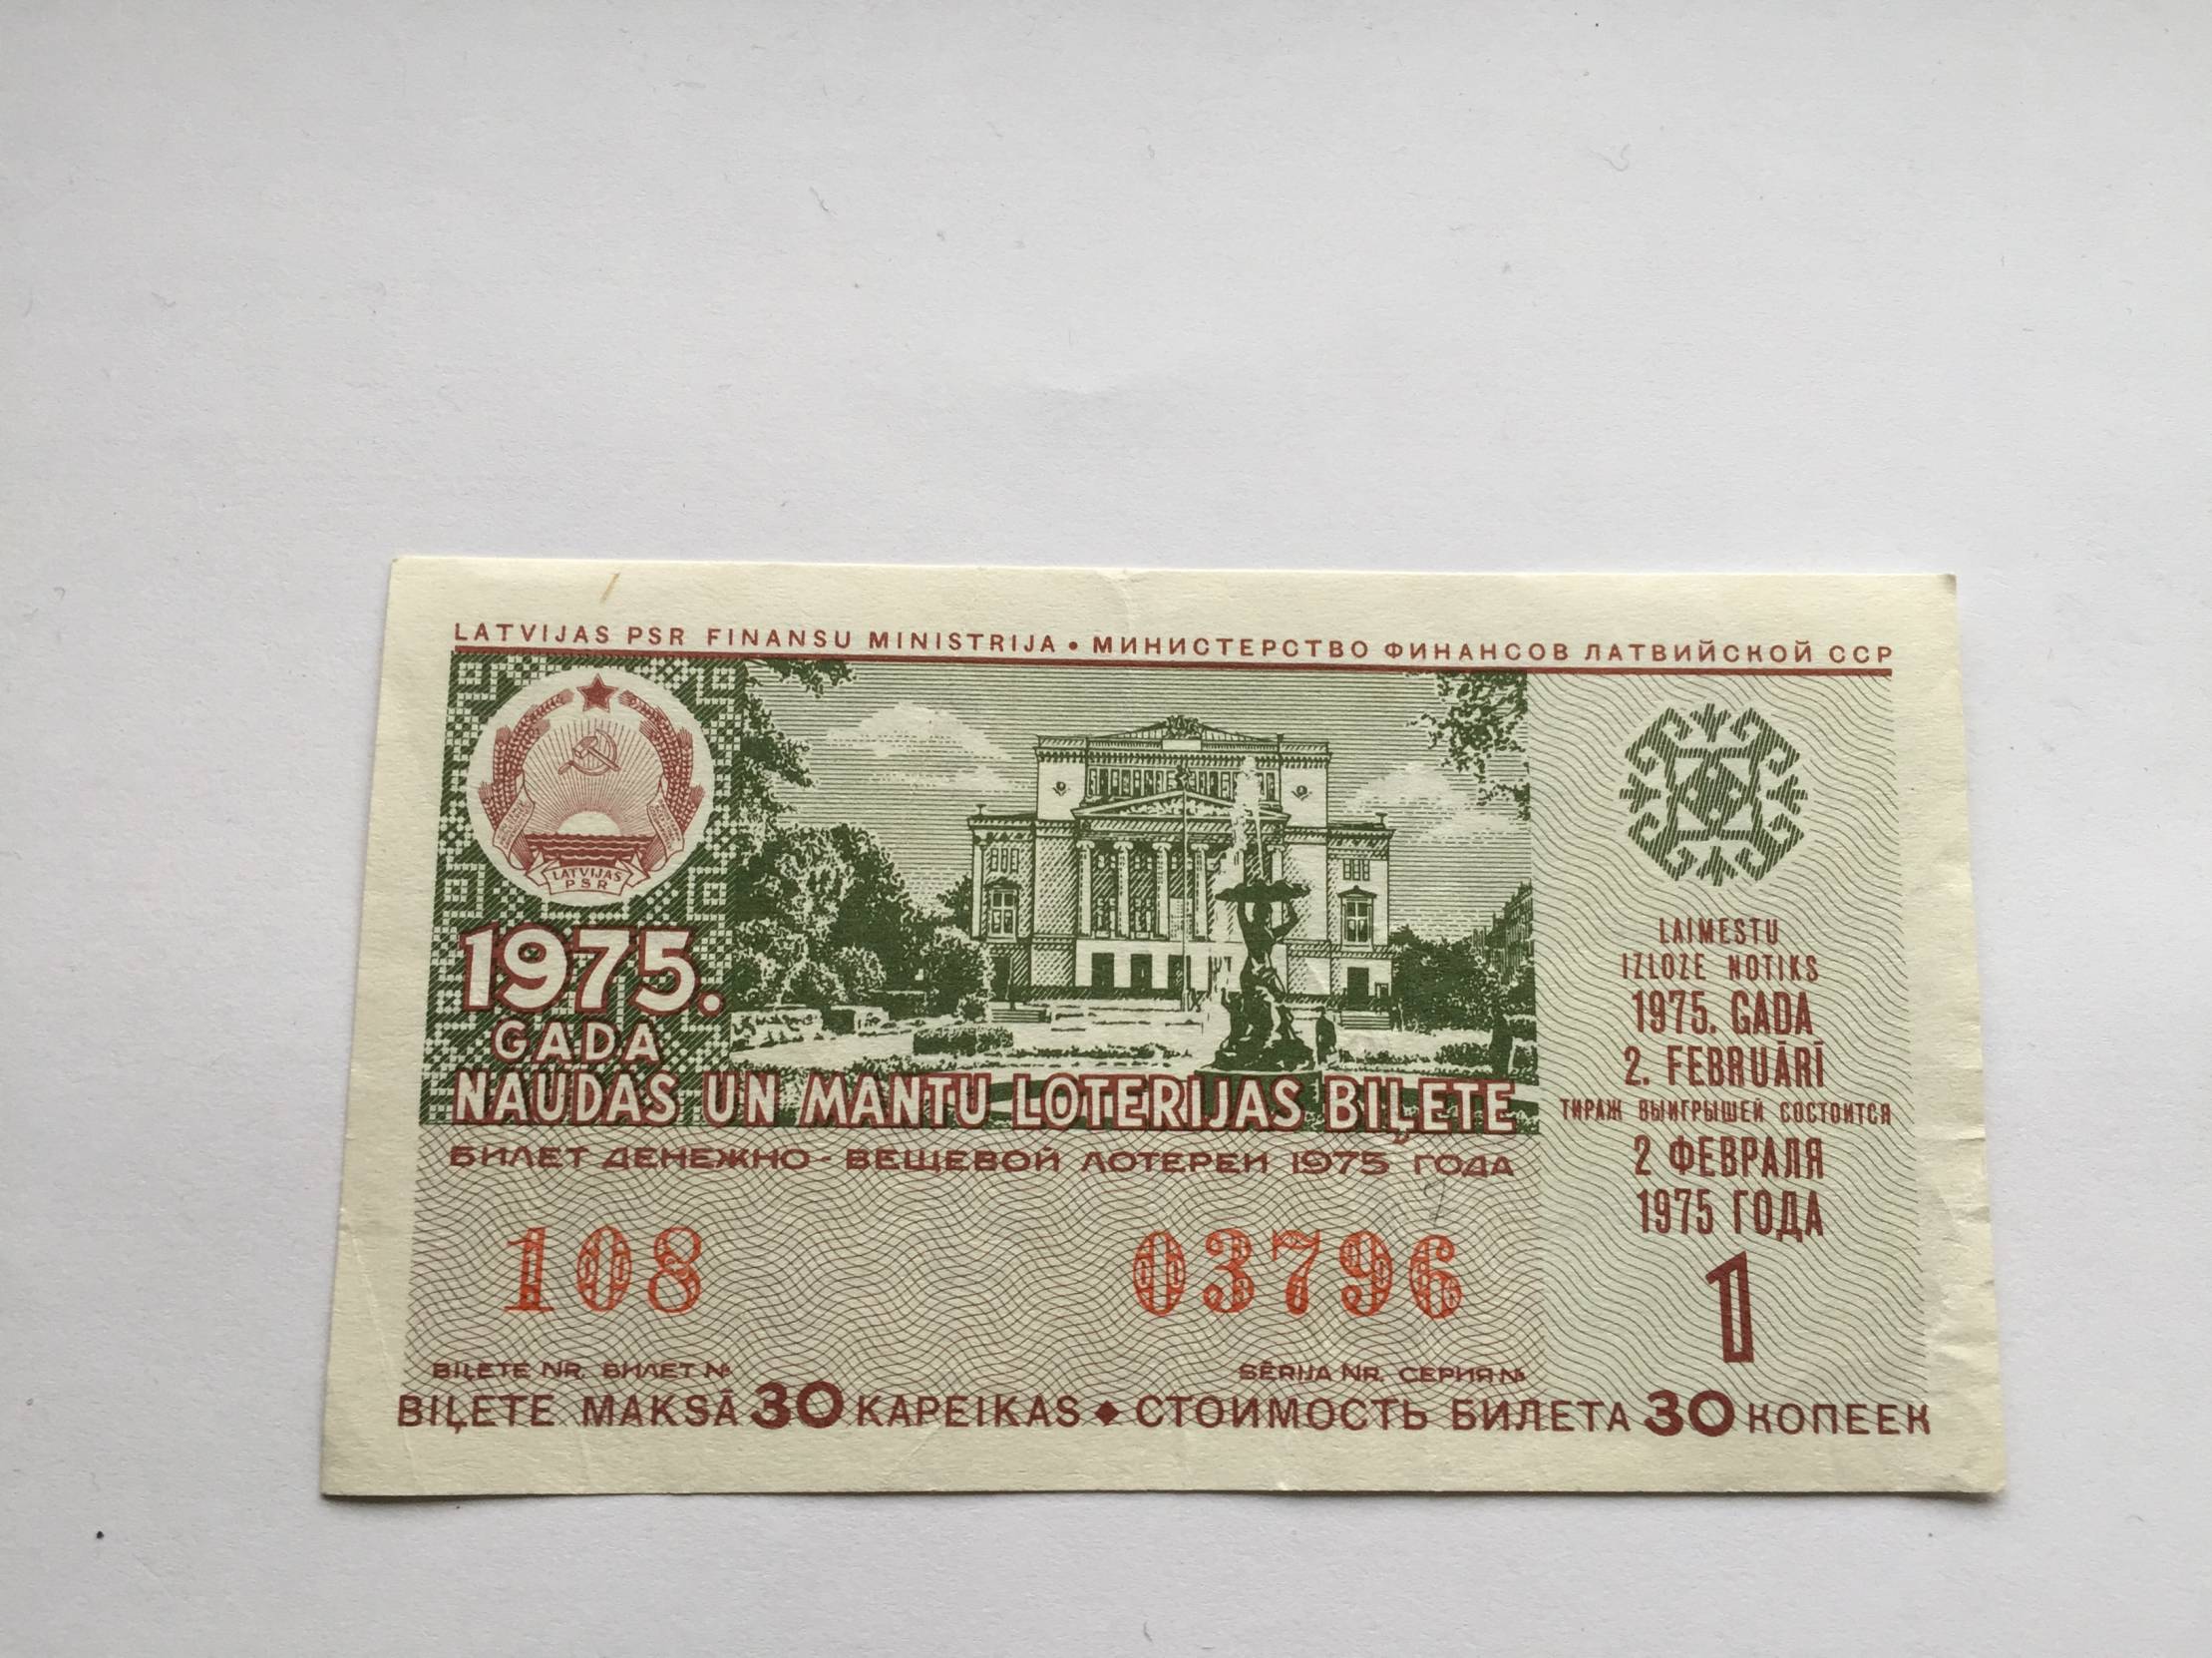 LATVIJAS PSR FINANSU MINISTRIJA • МИНИСТЕРСТВО ФИНАНСОВ ЛАТВИЙСКОЙ ССР
LATVIJAS
PSR
1975.
GADA
NAUDAS UN MANTU LOTERIJAS BIĻETE
БИЛЕТ ДЕНЕЖНО-ВЕЩЕВОЙ ЛОТЕРЕИ 1975 ГОДА
108 03796
BIĻETE NR. БИЛЕТ № SĒRIJA NR. СЕРИЯ №
LAIMESTU
IZLOZE NOTIKS
1975. GADA
2. FEBRUĀRĪ
ТИРАЖ ВЫИГРЫШЕЙ СОСТОИТСЯ
2 ФЕВРАЛЯ
1975 ГОДА
1
BIĻETE MAKSĀ 30 KAPEIKAS ♦ СТОИМОСТЬ БИЛЕТА 30 КОПЕЕК